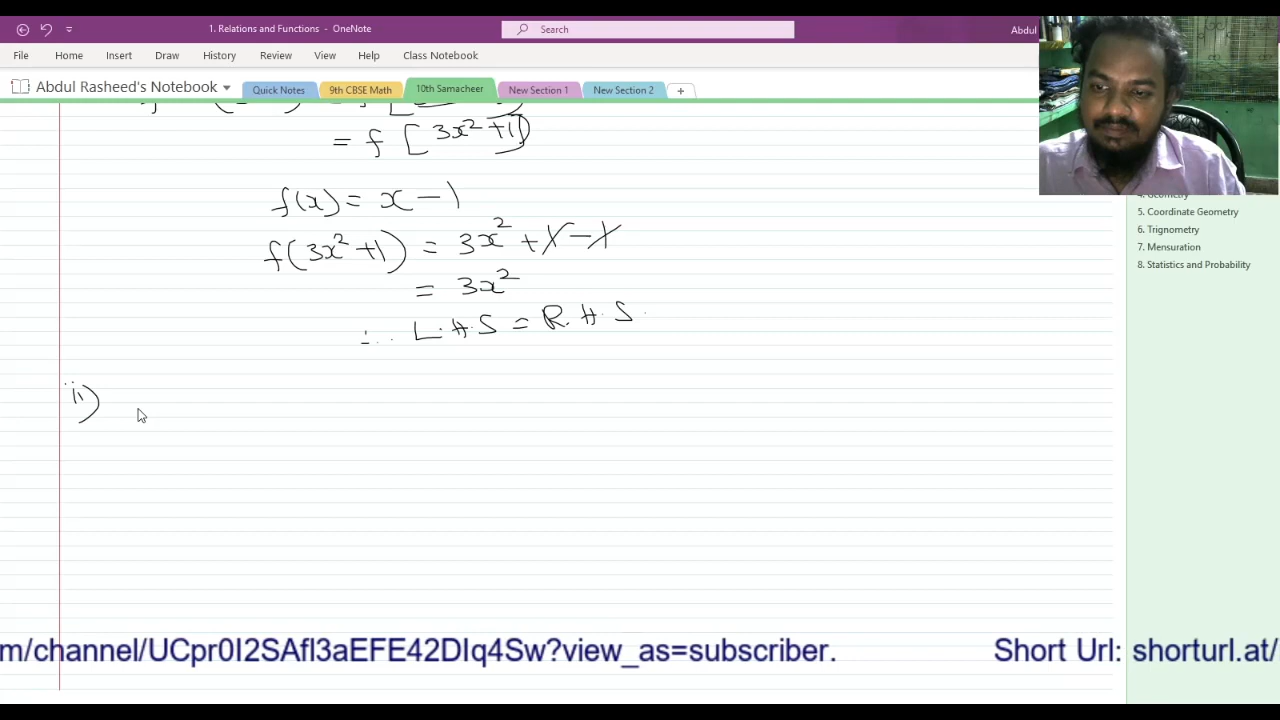 1. Relations and Functions - OneNote
Search
Abdul
File Home Insert Draw History Review View Help Class Notebook
Abdul Rasheed's Notebook
Quick Notes
9th CBSE Math
10th Samacheer
New Section 1
New Section 2
= f [3x² + 1]
f(x) = x - 1
f(3x² + 1) = 3x² + 1 - 1
= 3x²
∴ L.H.S = R.H.S.
ii)
4. Geometry
5. Coordinate Geometry
6. Trignometry
7. Mensuration
8. Statistics and Probability
m/channel/UCpr0I2SAfl3aEFE42DIq4Sw?view_as=subscriber.
Short Url: shorturl.at/